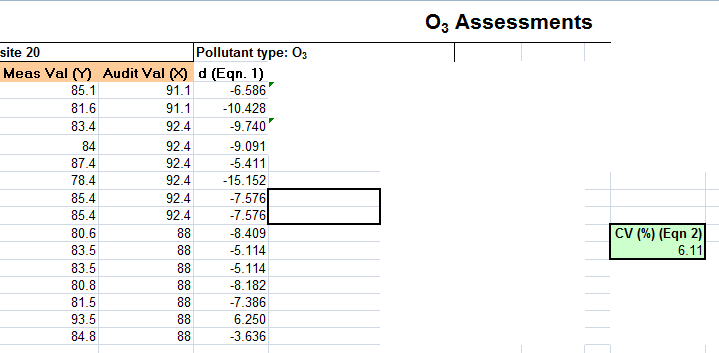 O3 Assessments
site 20 Pollutant type: O3
Meas Val (Y) Audit Val (X) d (Eqn. 1)
85.1 91.1 -6.586
81.6 91.1 -10.428
83.4 92.4 -9.740
84 92.4 -9.091
87.4 92.4 -5.411
78.4 92.4 -15.152
85.4 92.4 -7.576
85.4 92.4 -7.576
80.6 88 -8.409 CV (%) (Eqn 2)
83.5 88 -5.114 6.11
83.5 88 -5.114
80.8 88 -8.182
81.5 88 -7.386
93.5 88 6.250
84.8 88 -3.636